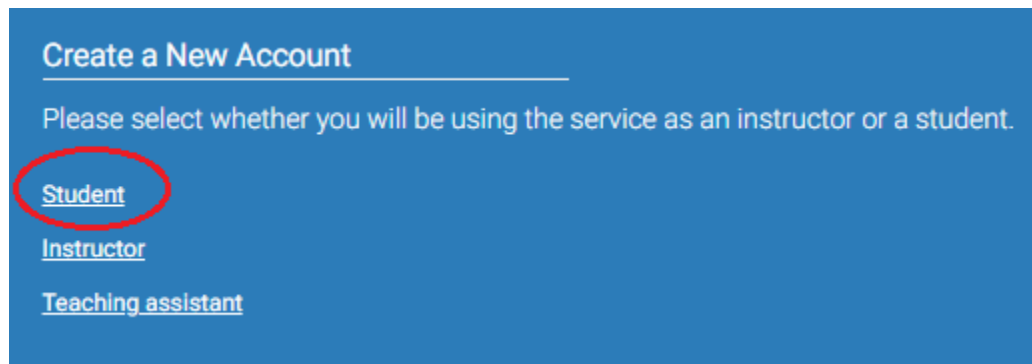 Create a New Account
Please select whether you will be using the service as an instructor or a student.
Student
Instructor
Teaching assistant